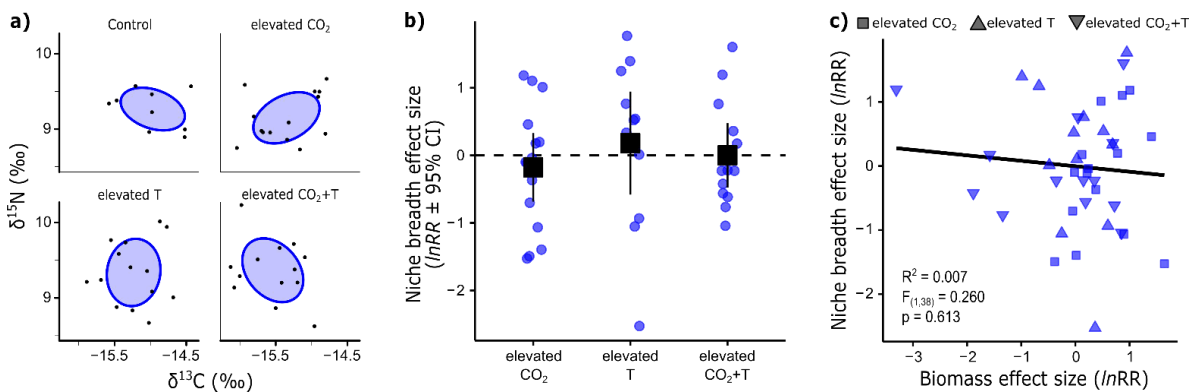 a)
Control
elevated CO₂
10
9
elevated T
elevated CO₂+T
10
9
−15.5
−14.5
−15.5
−14.5
δ¹⁵N (‰)
δ¹³C (‰)
b)
Niche breadth effect size
(lnRR ± 95% CI)
1
0
−1
−2
elevated
CO₂
elevated
T
elevated
CO₂+T
c)
elevated CO₂
elevated T
elevated CO₂+T
Niche breadth effect size (lnRR)
1
0
−1
−2
R² = 0.007
F(1,38) = 0.260
p = 0.613
−3
−2
−1
0
1
Biomass effect size (lnRR)